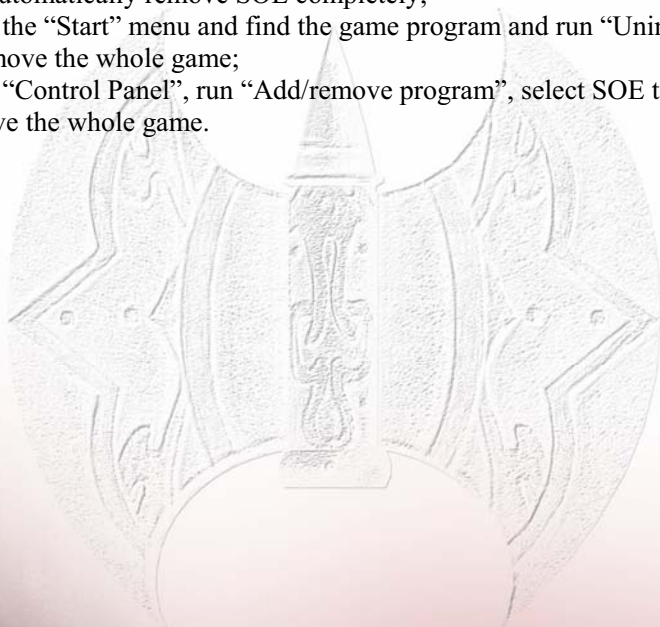 automatically remove SOE completely;
the “Start” menu and find the game program and run “Unin
move the whole game;
“Control Panel”, run “Add/remove program”, select SOE t
ve the whole game.